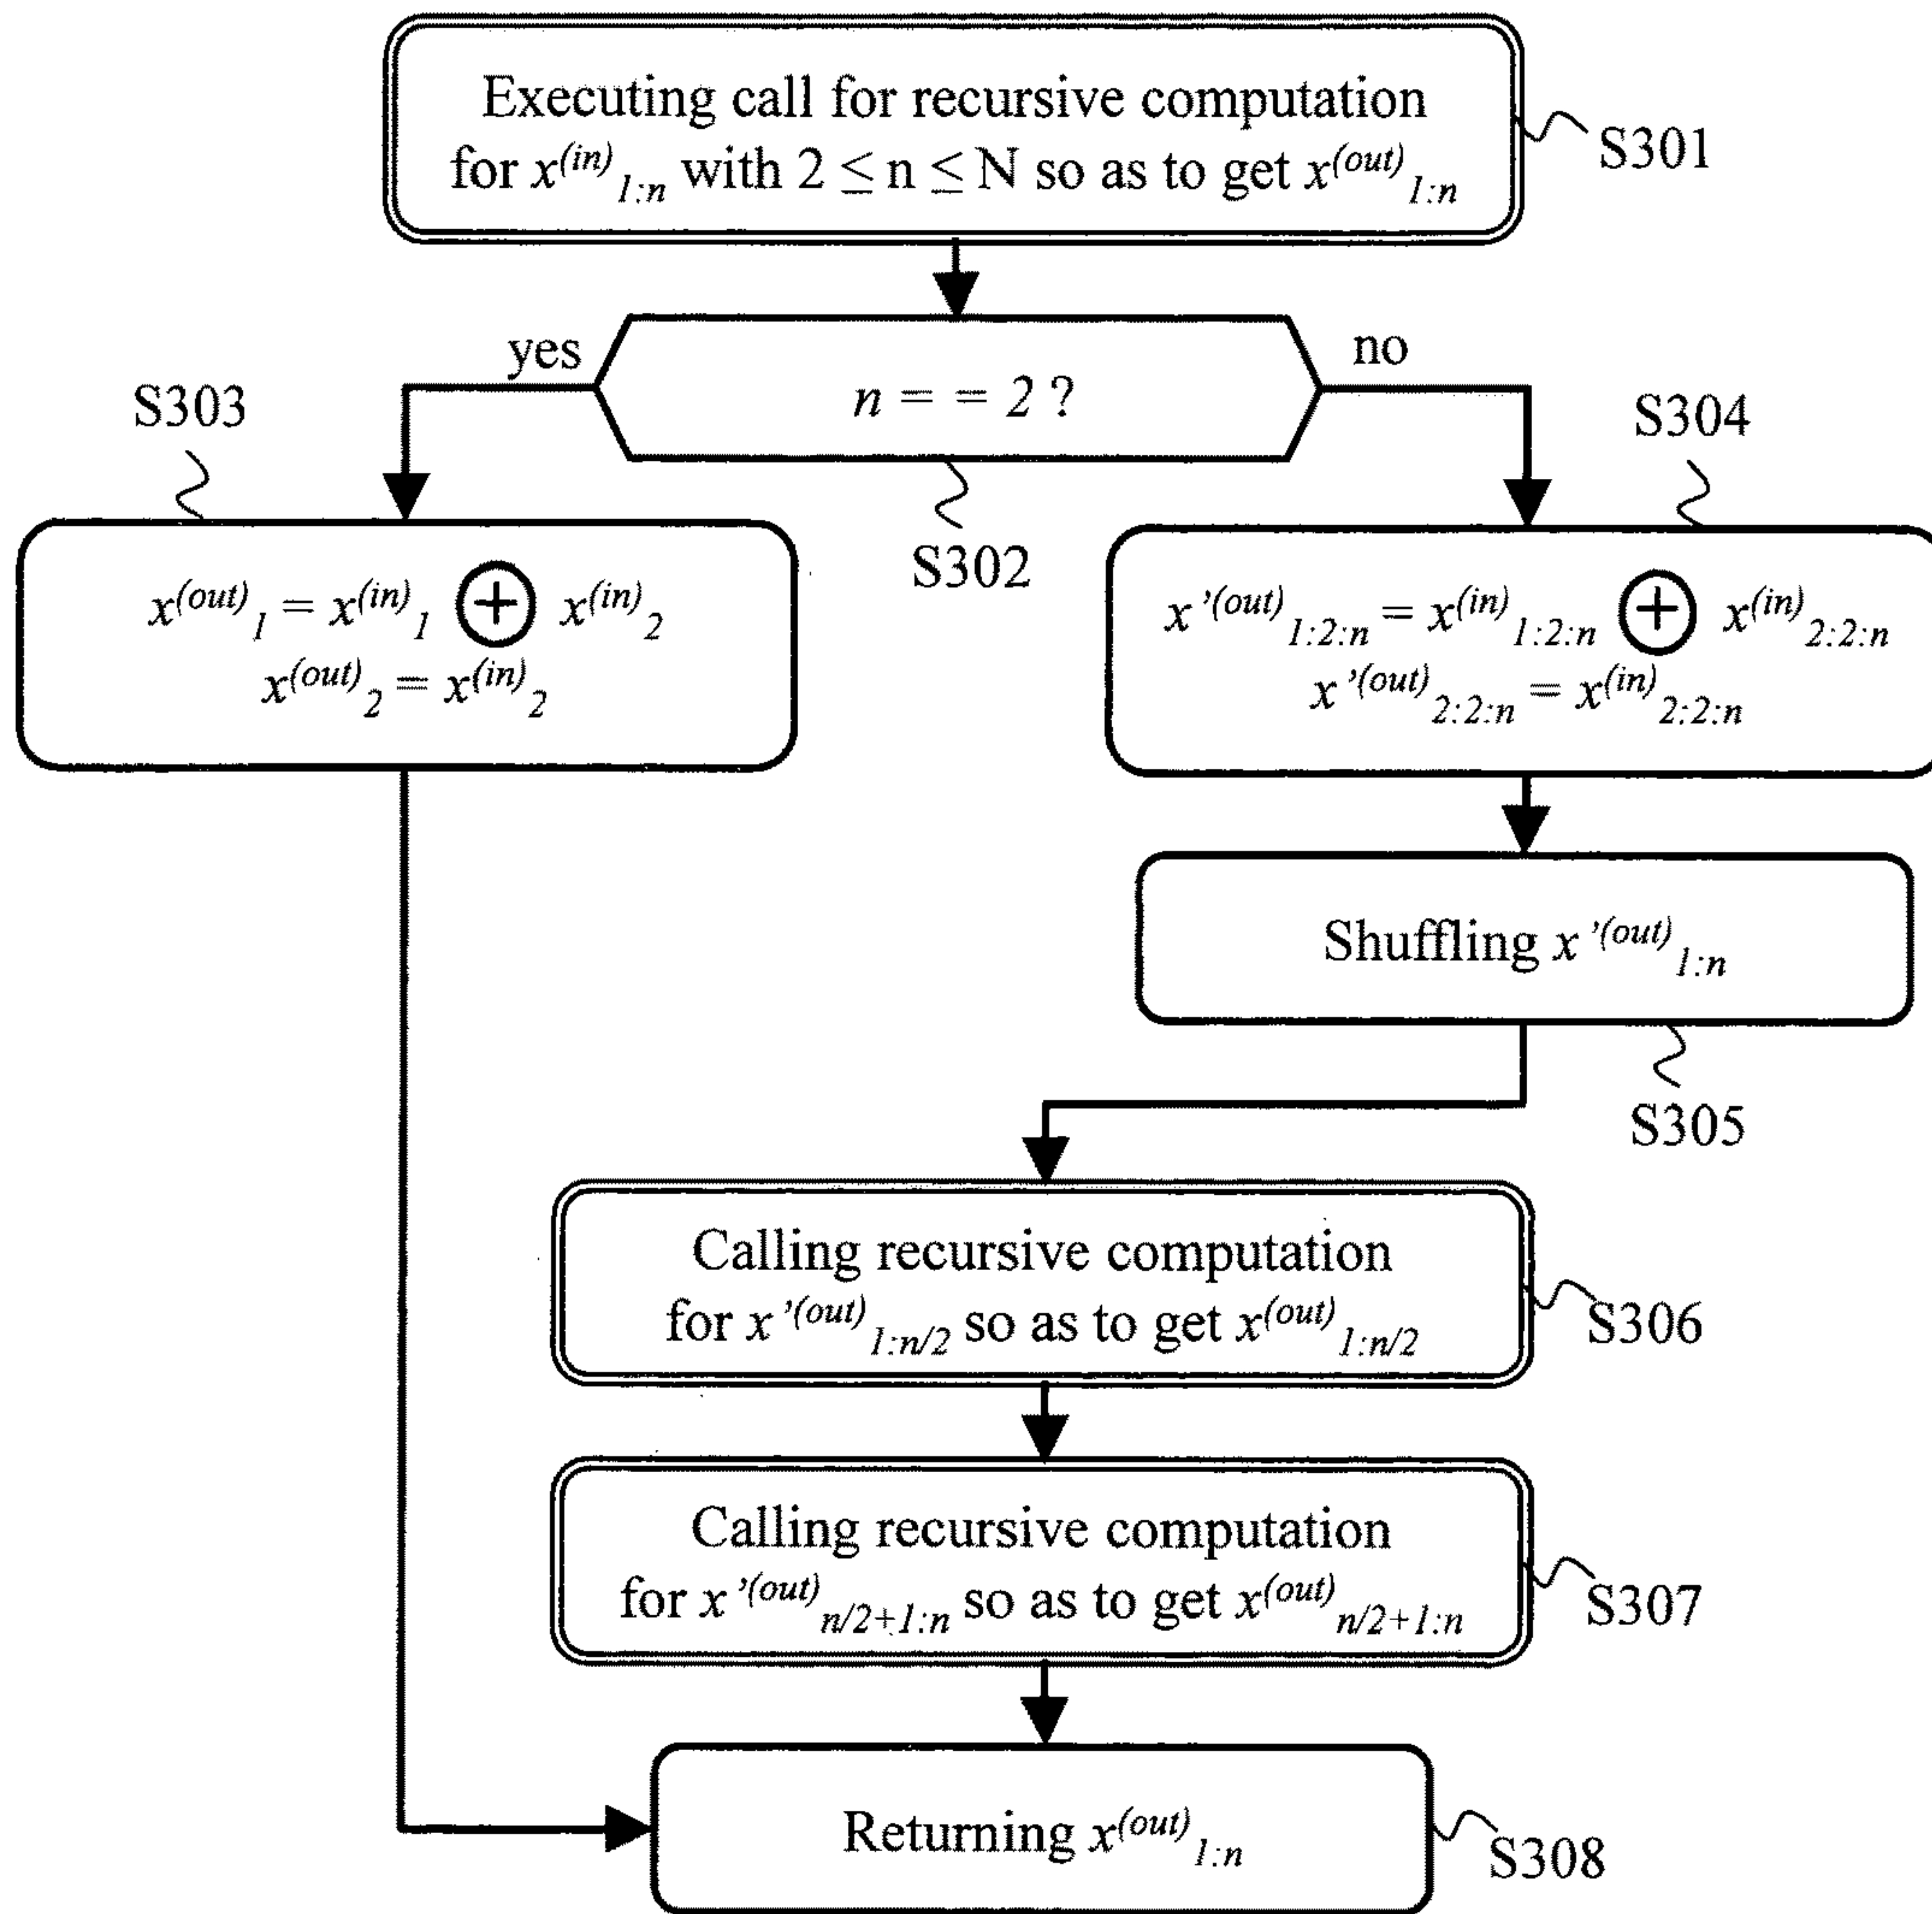 Executing call for recursive computation
for x^(in)_1:n with 2 ≤ n ≤ N so as to get x^(out)_1:n
S301
yes
no
n = = 2 ?
S303
S304
S302
x^(out)_1 = x^(in)_1 ⊕ x^(in)_2
x^(out)_2 = x^(in)_2
x'^(out)_1:2:n = x^(in)_1:2:n ⊕ x^(in)_2:2:n
x'^(out)_2:2:n = x^(in)_2:2:n
Shuffling x'^(out)_1:n
S305
Calling recursive computation
for x'^(out)_1:n/2 so as to get x^(out)_1:n/2
S306
Calling recursive computation
for x'^(out)_n/2+1:n so as to get x^(out)_n/2+1:n
S307
Returning x^(out)_1:n
S308